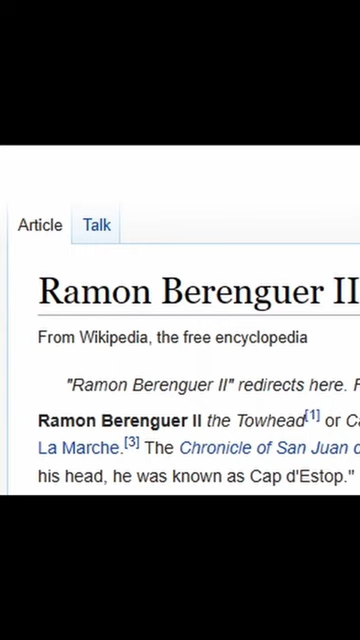 Article Talk
Ramon Berenguer II
From Wikipedia, the free encyclopedia
"Ramon Berenguer II" redirects here. F
Ramon Berenguer II the Towhead[1] or Ca
La Marche.[3] The Chronicle of San Juan d
his head, he was known as Cap d'Estop."